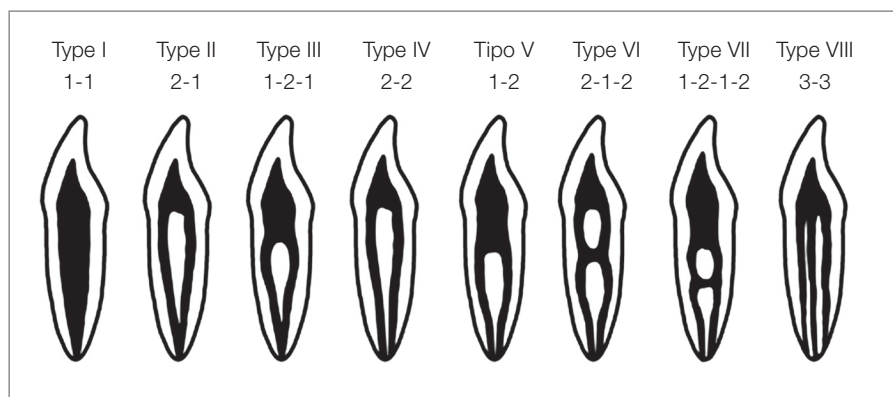 Type I Type II Type III Type IV Tipo V Type VI Type VII Type VIII
1-1 2-1 1-2-1 2-2 1-2 2-1-2 1-2-1-2 3-3